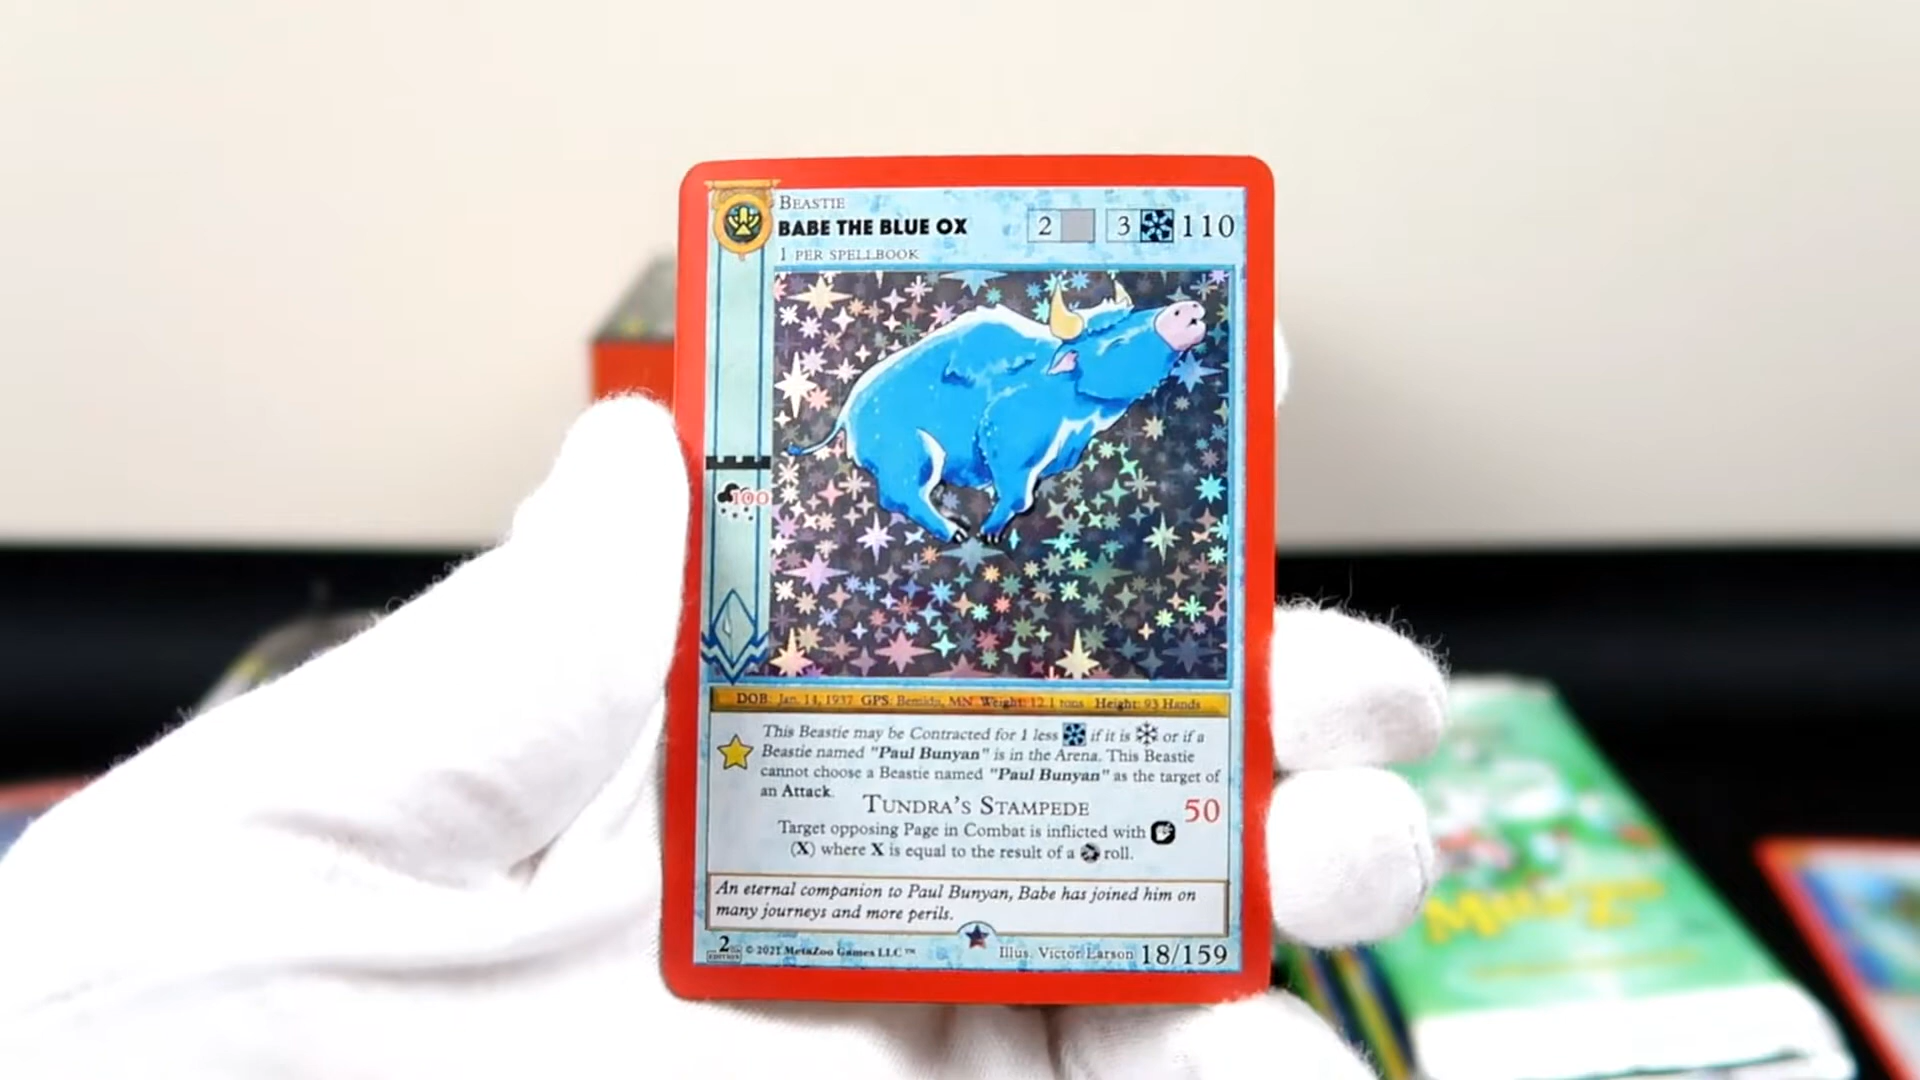 BEASTIE
BABE THE BLUE OX
2 3 110
1 PER SPELLBOOK
100
DOB: Jan. 14, 1937 GPS: Bemidji, MN Weight: 12.1 tons Height: 93 Hands
This Beastie may be Contracted for 1 less if it is or if a
Beastie named "Paul Bunyan" is in the Arena. This Beastie
cannot choose a Beastie named "Paul Bunyan" as the target of
an Attack.
TUNDRA'S STAMPEDE 50
Target opposing Page in Combat is inflicted with
(X) where X is equal to the result of a roll.
An eternal companion to Paul Bunyan, Babe has joined him on
many journeys and more perils.
2ND EDITION © 2021 MetaZoo Games LLC ™ Illus. Victor Larson 18/159